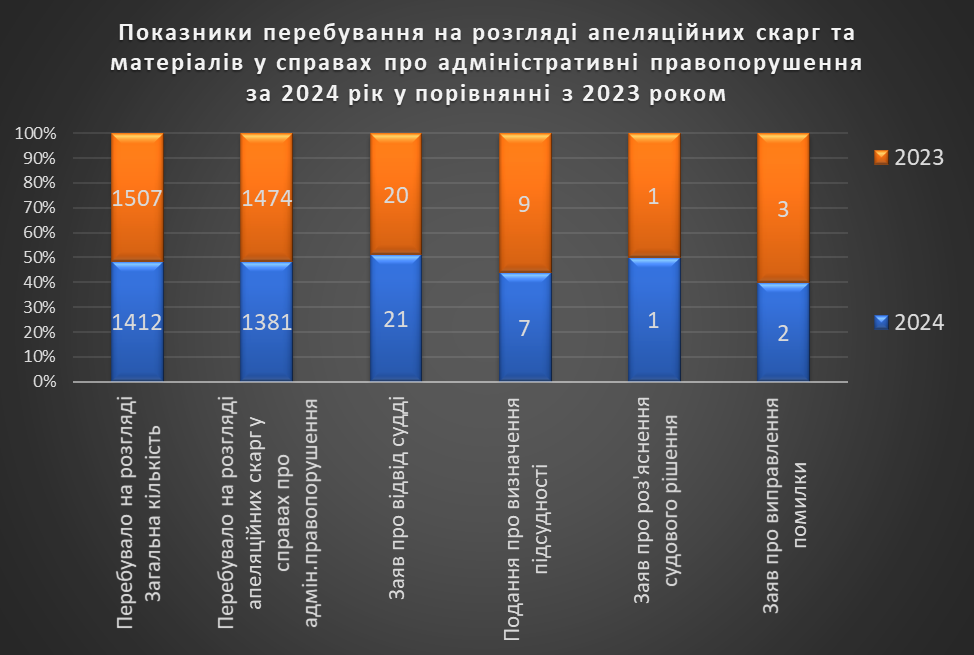 Показники перебування на розгляді апеляційних скарг та
матеріалів у справах про адміністративні правопорушення
за 2024 рік у порівнянні з 2023 роком
100%
90%
80%
70%
60%
50%
40%
30%
20%
10%
0%
1507
1474
20
9
1
3
1412
1381
21
7
1
2
2023
2024
Перебувало на розгляді
Загальна кількість
Перебувало на розгляді
апеляційних скарг у
справах про
адмін.правопорушення
Заяв про відвід судді
Подання про визначення
підсудності
Заяв про роз'яснення
судового рішення
Заяв про виправлення
помилки